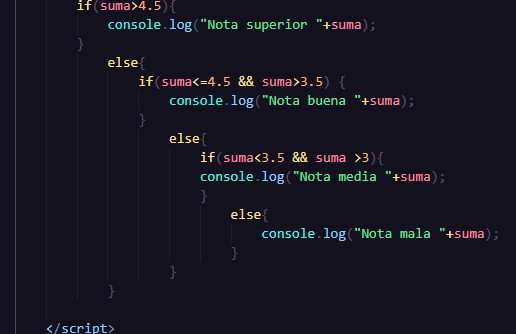 if(suma>4.5){
console.log("Nota superior "+suma);
}
else{
if(suma<=4.5 && suma>3.5) {
console.log("Nota buena "+suma);
}
else{
if(suma<3.5 && suma >3){
console.log("Nota media "+suma);
}
else{
console.log("Nota mala "+suma);
}
}
}
</script>